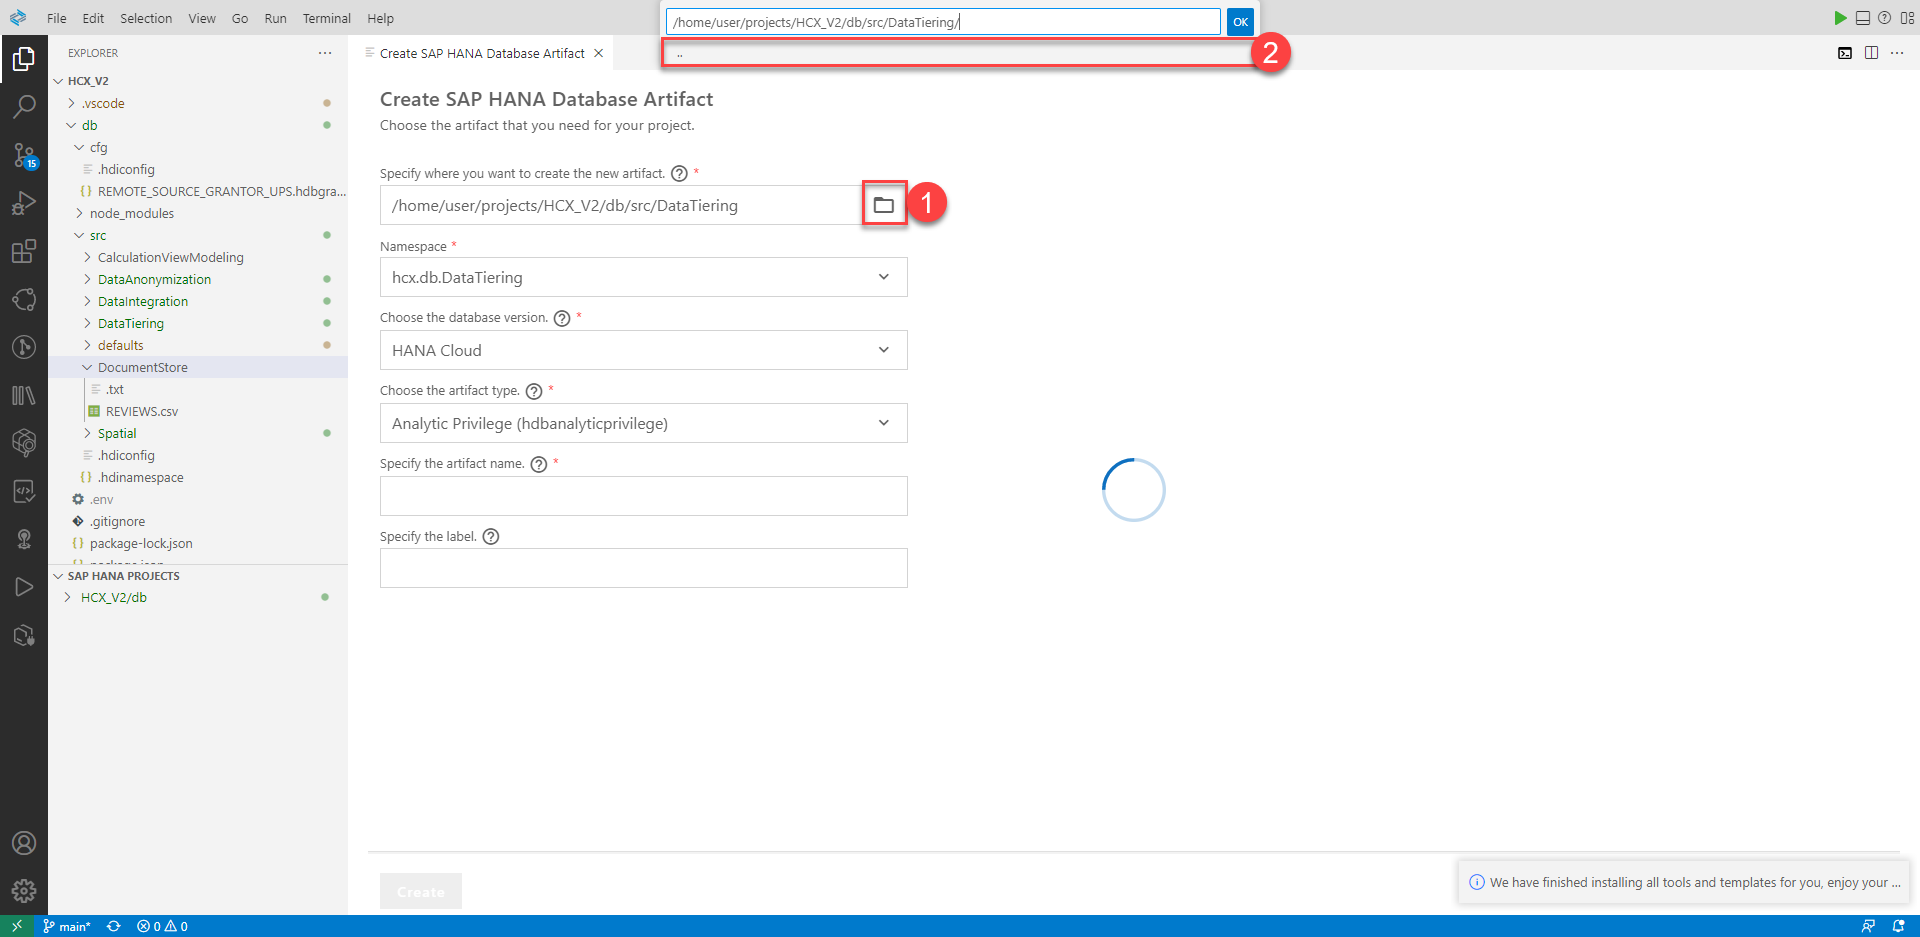 File Edit Selection View Go Run Terminal Help
/home/user/projects/HCX_V2/db/src/DataTiering/
OK
..
2
EXPLORER
Create SAP HANA Database Artifact
HCX_V2
.vscode
db
cfg
.hdiconfig
REMOTE_SOURCE_GRANTOR_UPS.hdbgra...
node_modules
src
CalculationViewModeling
DataAnonymization
DataIntegration
DataTiering
defaults
DocumentStore
.txt
REVIEWS.csv
Spatial
.hdiconfig
.hdinamespace
.env
.gitignore
package-lock.json
SAP HANA PROJECTS
HCX_V2/db
15
Create SAP HANA Database Artifact
Choose the artifact that you need for your project.
Specify where you want to create the new artifact. ? *
/home/user/projects/HCX_V2/db/src/DataTiering
1
Namespace *
hcx.db.DataTiering
Choose the database version. ? *
HANA Cloud
Choose the artifact type. ? *
Analytic Privilege (hdbanalyticprivilege)
Specify the artifact name. ? *
Specify the label. ?
Create
We have finished installing all tools and templates for you, enjoy your ...
main* 0 0